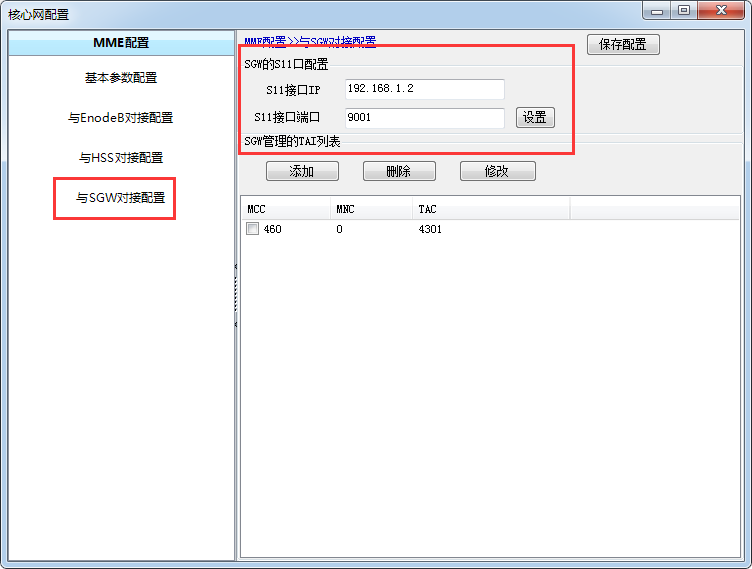 核心网配置
MME配置
基本参数配置
与EnodeB对接配置
与HSS对接配置
与SGW对接配置
MME配置>>与SGW对接配置
保存配置
SGW的S11口配置
S11接口IP 192.168.1.2
S11接口端口 9001 设置
SGW管理的TAI列表
添加 删除 修改
MCC MNC TAC
460 0 4301